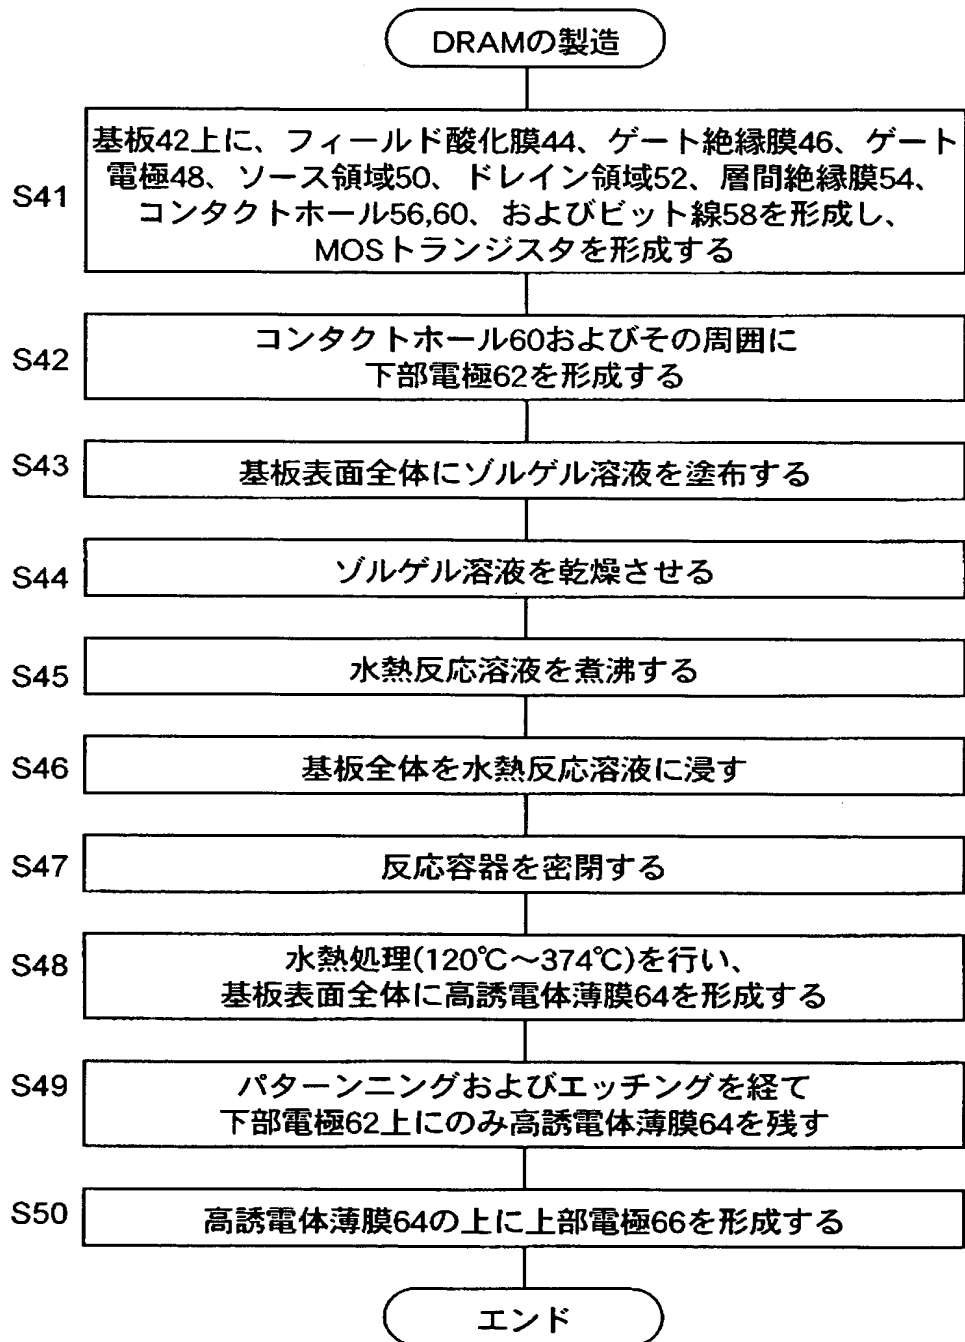 DRAMの製造
S41
基板42上に、フィールド酸化膜44、ゲート絶縁膜46、ゲート
電極48、ソース領域50、ドレイン領域52、層間絶縁膜54、
コンタクトホール56,60、およびビット線58を形成し、
MOSトランジスタを形成する
S42
コンタクトホール60およびその周囲に
下部電極62を形成する
S43
基板表面全体にゾルゲル溶液を塗布する
S44
ゾルゲル溶液を乾燥させる
S45
水熱反応溶液を煮沸する
S46
基板全体を水熱反応溶液に浸す
S47
反応容器を密閉する
S48
水熱処理(120℃～374℃)を行い、
基板表面全体に高誘電体薄膜64を形成する
S49
パターンニングおよびエッチングを経て
下部電極62上にのみ高誘電体薄膜64を残す
S50
高誘電体薄膜64の上に上部電極66を形成する
エンド